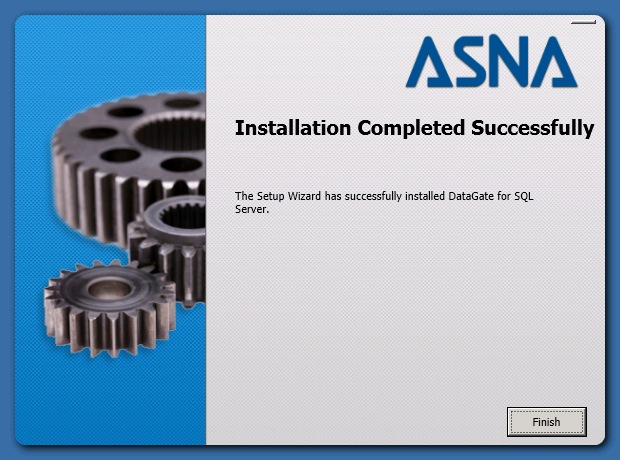 ASNA
Installation Completed Successfully
The Setup Wizard has successfully installed DataGate for SQL
Server.
Finish